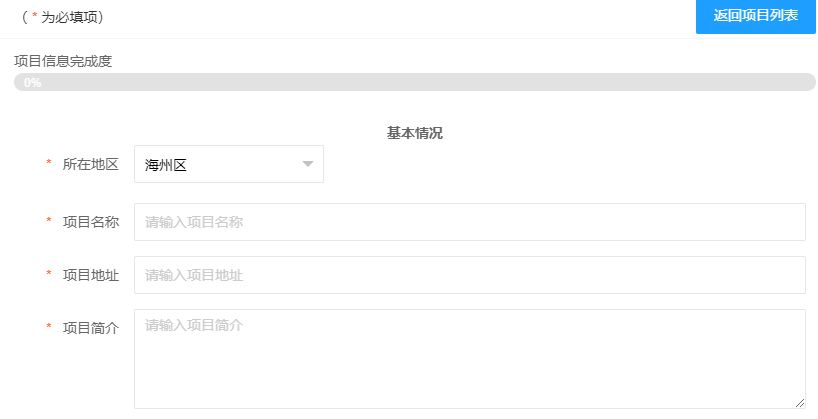 （ * 为必填项）
返回项目列表
项目信息完成度
0%
基本情况
* 所在地区 海州区
* 项目名称 请输入项目名称
* 项目地址 请输入项目地址
* 项目简介 请输入项目简介